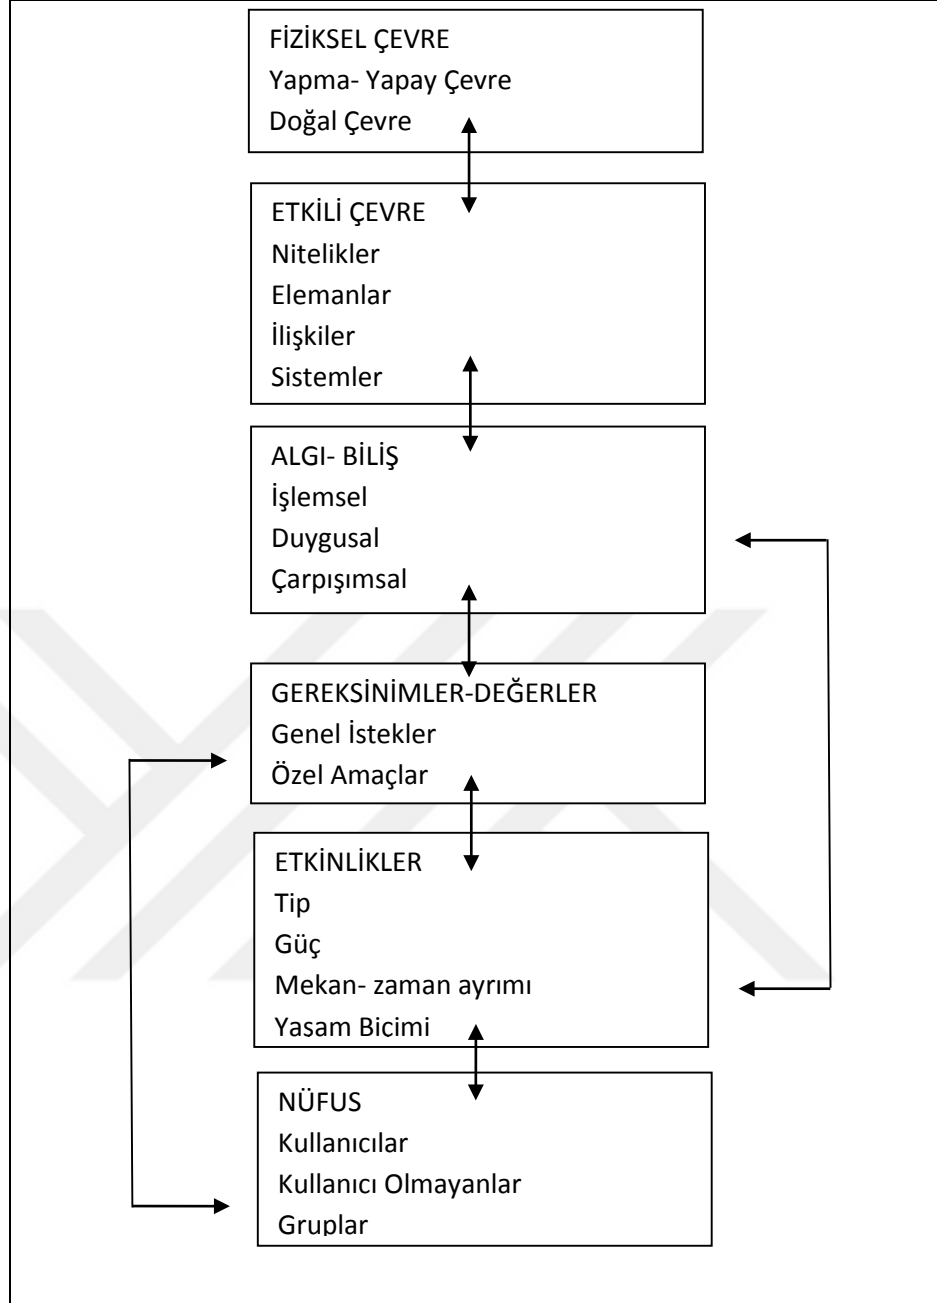 FİZİKSEL ÇEVRE
Yapma- Yapay Çevre
Doğal Çevre
ETKİLİ ÇEVRE
Nitelikler
Elemanlar
İlişkiler
Sistemler
ALGI- BİLİŞ
İşlemsel
Duygusal
Çarpışımsal
GEREKSİNİMLER-DEĞERLER
Genel İstekler
Özel Amaçlar
ETKİNLİKLER
Tip
Güç
Mekan- zaman ayrımı
Yaşam Biçimi
NÜFUS
Kullanıcılar
Kullanıcı Olmayanlar
Gruplar